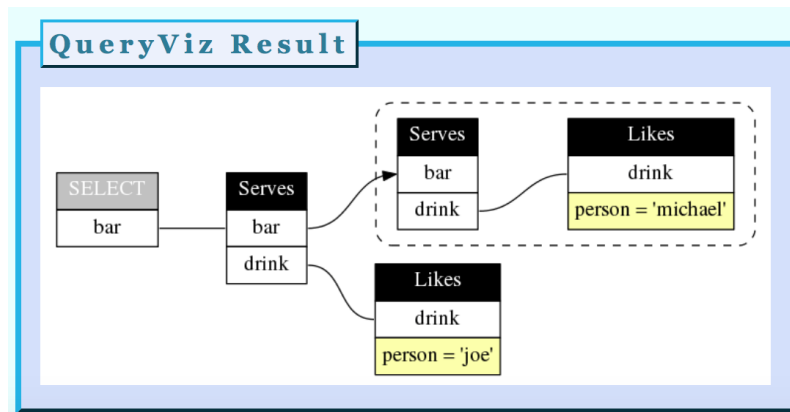 QueryViz Result
SELECT
bar
Serves
bar
drink
Serves
bar
drink
Likes
drink
person = 'michael'
Likes
drink
person = 'joe'